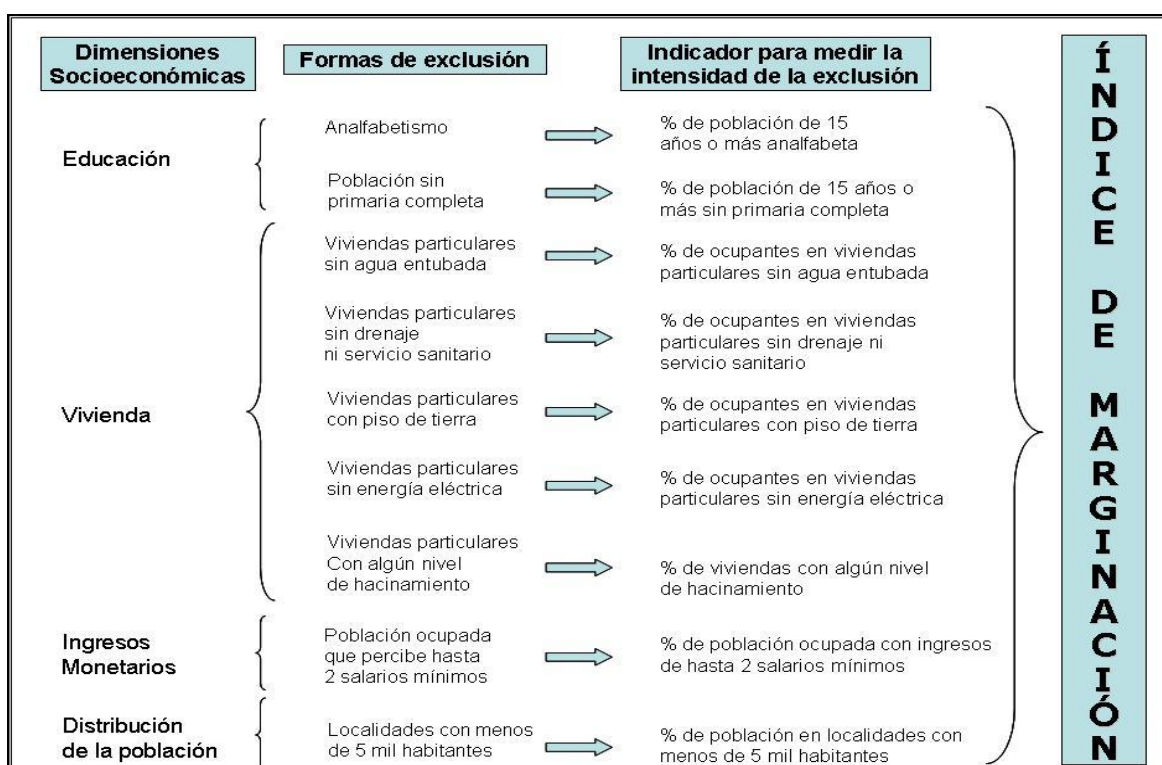 Dimensiones
Socioeconómicas
Formas de exclusión
Indicador para medir la
intensidad de la exclusión
Educación
Analfabetismo
% de población de 15
años o más analfabeta
Población sin
primaria completa
% de población de 15 años o
más sin primaria completa
Vivienda
Viviendas particulares
sin agua entubada
% de ocupantes en viviendas
particulares sin agua entubada
Viviendas particulares
sin drenaje
ni servicio sanitario
% de ocupantes en viviendas
particulares sin drenaje ni
servicio sanitario
Viviendas particulares
con piso de tierra
% de ocupantes en viviendas
particulares con piso de tierra
Viviendas particulares
sin energía eléctrica
% de ocupantes en viviendas
particulares sin energía eléctrica
Viviendas particulares
Con algún nivel
de hacinamiento
% de viviendas con algún nivel
de hacinamiento
Ingresos
Monetarios
Población ocupada
que percibe hasta
2 salarios mínimos
% de población ocupada con ingresos
de hasta 2 salarios mínimos
Distribución
de la población
Localidades con menos
de 5 mil habitantes
% de población en localidades con
menos de 5 mil habitantes
ÍNDICE DE MARGINACIÓN